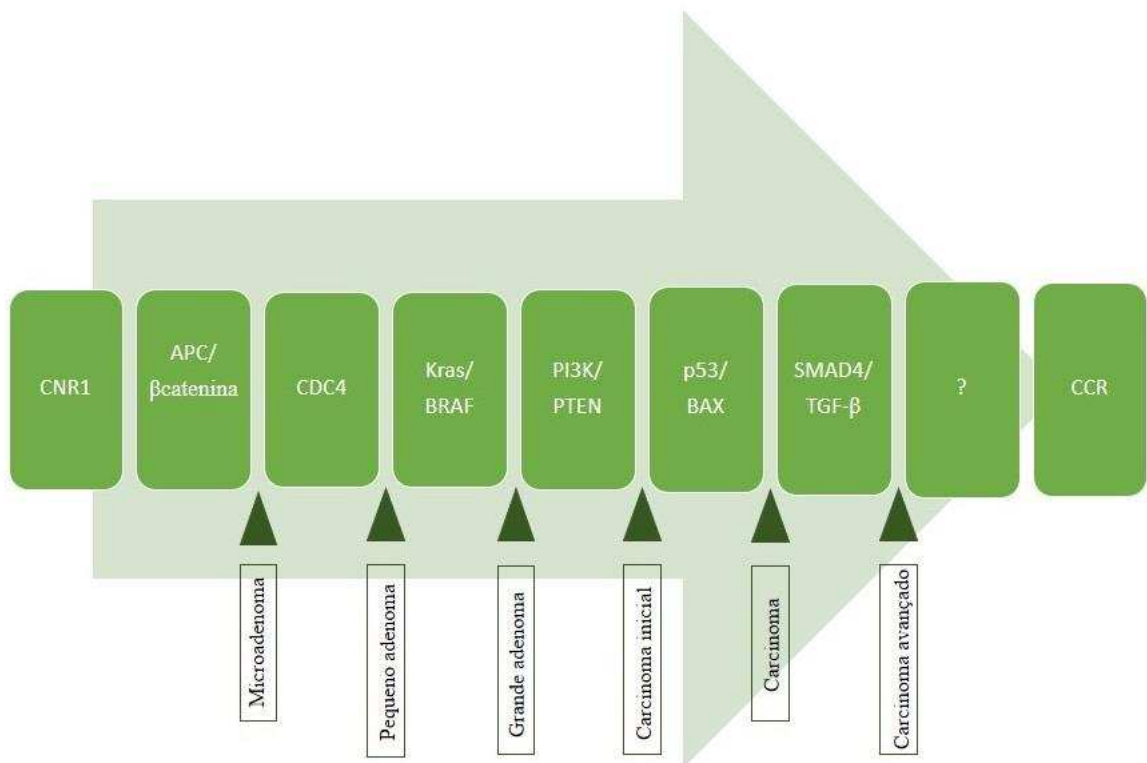 CNR1
APC/
βcatenina
CDC4
Kras/
BRAF
PI3K/
PTEN
p53/
BAX
SMAD4/
TGF-β
?
CCR
Microadenoma
Pequeno adenoma
Grande adenoma
Carcinoma inicial
Carcinoma
Carcinoma avançado